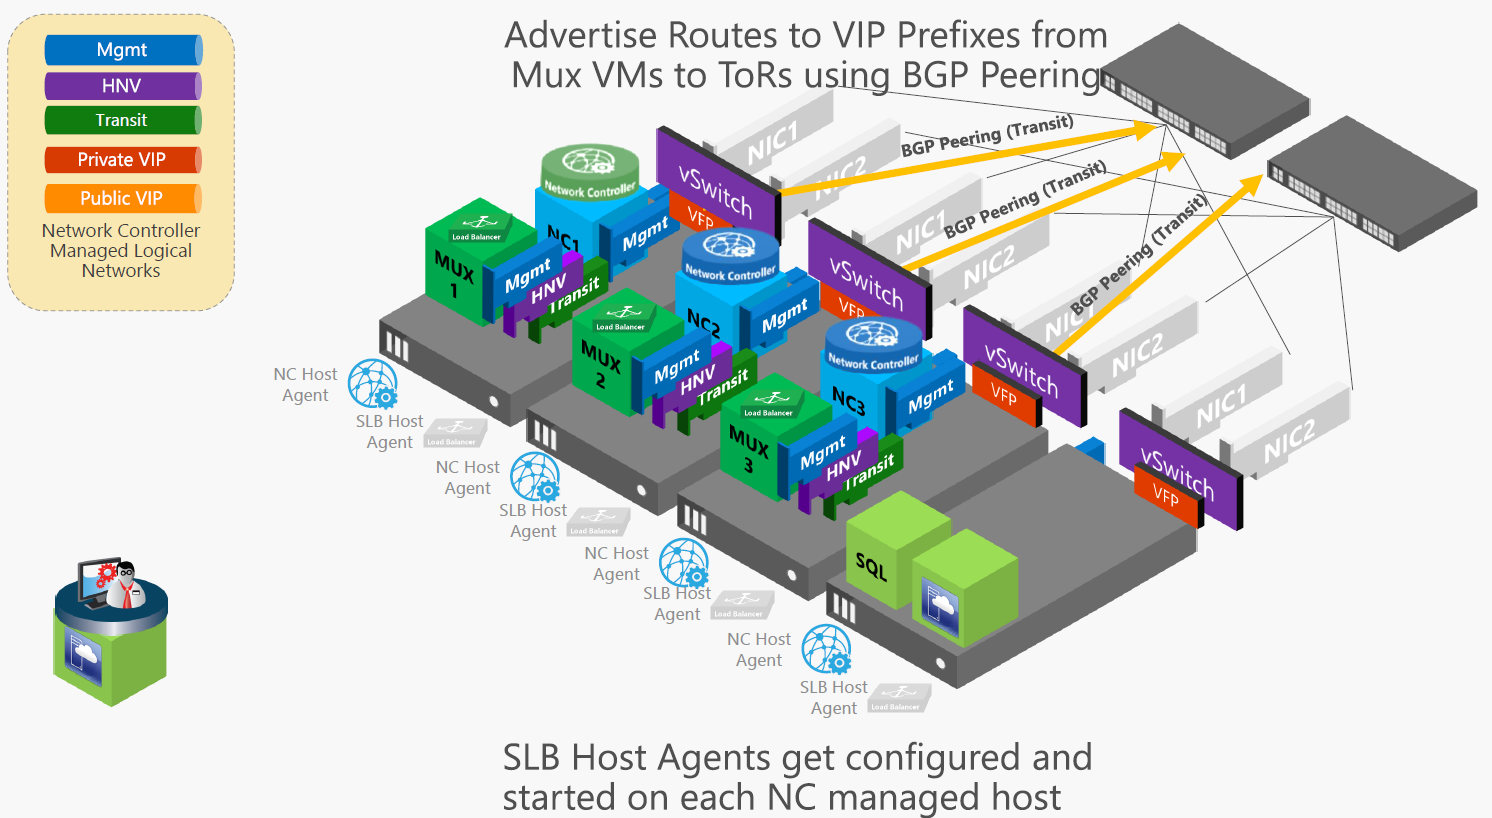 Advertise Routes to VIP Prefixes from
Mux VMs to ToRs using BGP Peering
Mgmt
HNV
Transit
Private VIP
Public VIP
Network Controller
Managed Logical
Networks
NIC1
NIC2
vSwitch
VFP
BGP Peering (Transit)
Network Controller
NC1
Mgmt
Load Balancer
MUX
1
Mgmt
HNV
Transit
NIC1
NIC2
vSwitch
VFP
BGP Peering (Transit)
Network Controller
NC2
Mgmt
Load Balancer
MUX
2
Mgmt
HNV
Transit
NIC1
NIC2
vSwitch
VFP
BGP Peering (Transit)
Network Controller
NC3
Mgmt
Load Balancer
MUX
3
Mgmt
HNV
Transit
NIC1
NIC2
vSwitch
VFP
SQL
NC Host
Agent
SLB Host
Agent
Load Balancer
NC Host
Agent
SLB Host
Agent
Load Balancer
NC Host
Agent
SLB Host
Agent
Load Balancer
NC Host
Agent
SLB Host
Agent
Load Balancer
SLB Host Agents get configured and
started on each NC managed host